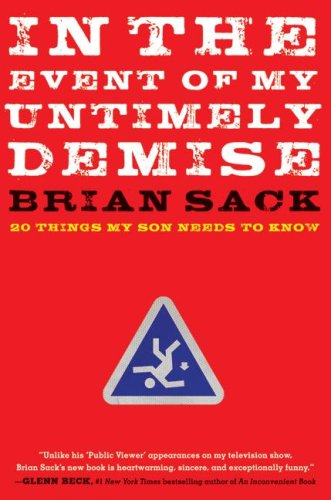 IN THE
EVENT OF MY
UNTIMELY
DEMISE
BRIAN SACK
20 THINGS MY SON NEEDS TO KNOW
"Unlike his 'Public Viewer' appearances on my television show,
Brian Sack's new book is heartwarming, sincere, and exceptionally funny."
—GLENN BECK, #1 New York Times bestselling author of An Inconvenient Book